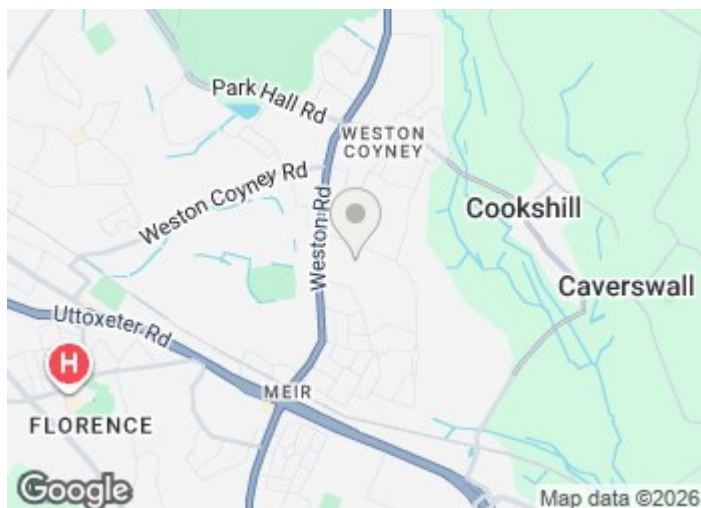 Park Hall Rd
WESTON
COYNEY
Weston Coyney Rd
Cookshill
Weston Rd
Caverswall
Uttoxeter Rd
H
MEIR
FLORENCE
Google
Map data ©2026